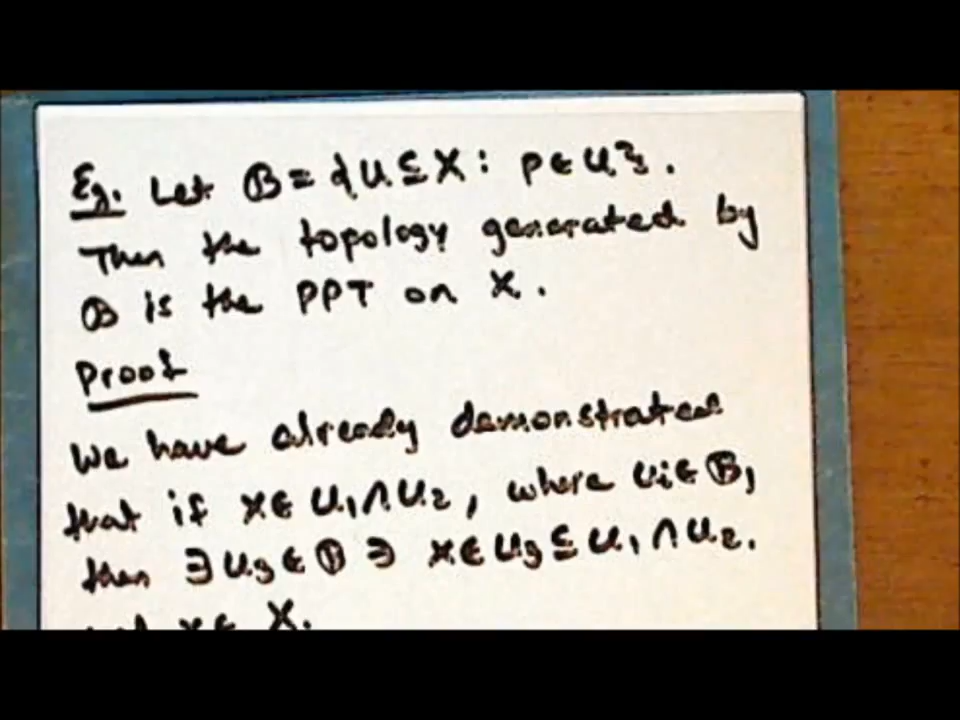 Eg. Let B = {U ⊆ X : p ∈ U}.
Then the topology generated by
B is the PPT on X.
Proof
We have already demonstrated
that if x ∈ U₁ ∩ U₂, where Uᵢ ∈ B,
then ∃ U₃ ∈ B ∋ x ∈ U₃ ⊆ U₁ ∩ U₂.
x ∈ X.